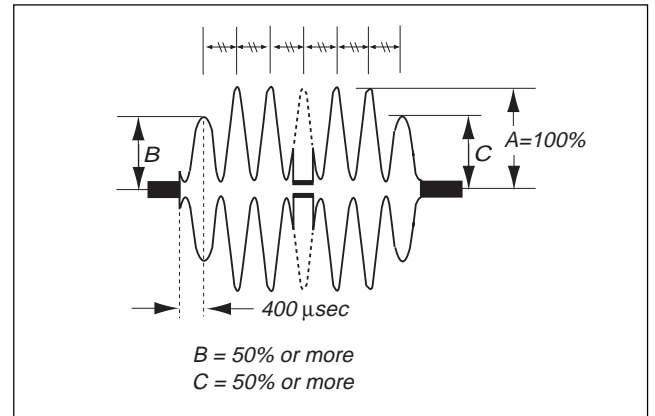 B
C
A=100%
400 μsec
B = 50% or more
C = 50% or more